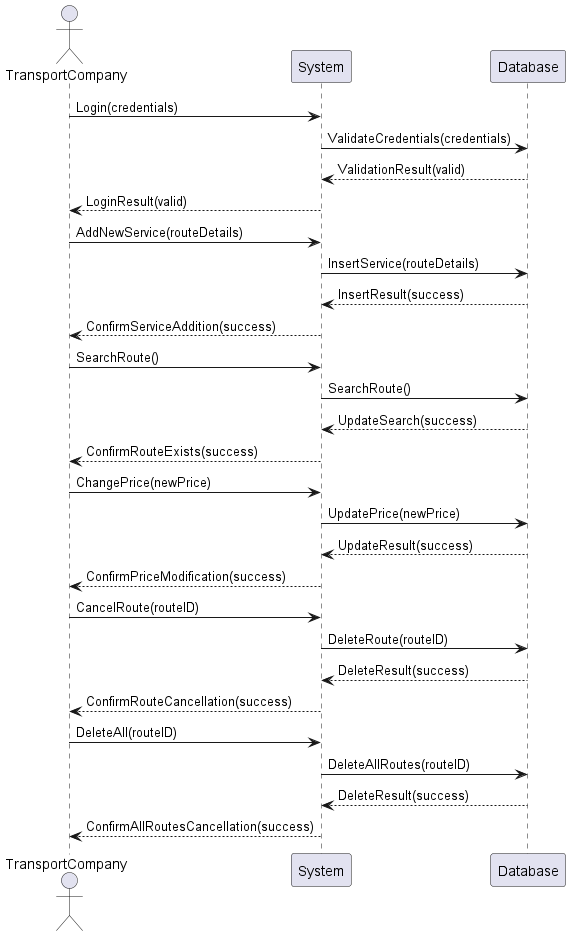 TransportCompany
System
Database
Login(credentials)
ValidateCredentials(credentials)
ValidationResult(valid)
LoginResult(valid)
AddNewService(routeDetails)
InsertService(routeDetails)
InsertResult(success)
ConfirmServiceAddition(success)
SearchRoute()
SearchRoute()
UpdateSearch(success)
ConfirmRouteExists(success)
ChangePrice(newPrice)
UpdatePrice(newPrice)
UpdateResult(success)
ConfirmPriceModification(success)
CancelRoute(routeID)
DeleteRoute(routeID)
DeleteResult(success)
ConfirmRouteCancellation(success)
DeleteAll(routeID)
DeleteAllRoutes(routeID)
DeleteResult(success)
ConfirmAllRoutesCancellation(success)
TransportCompany
System
Database